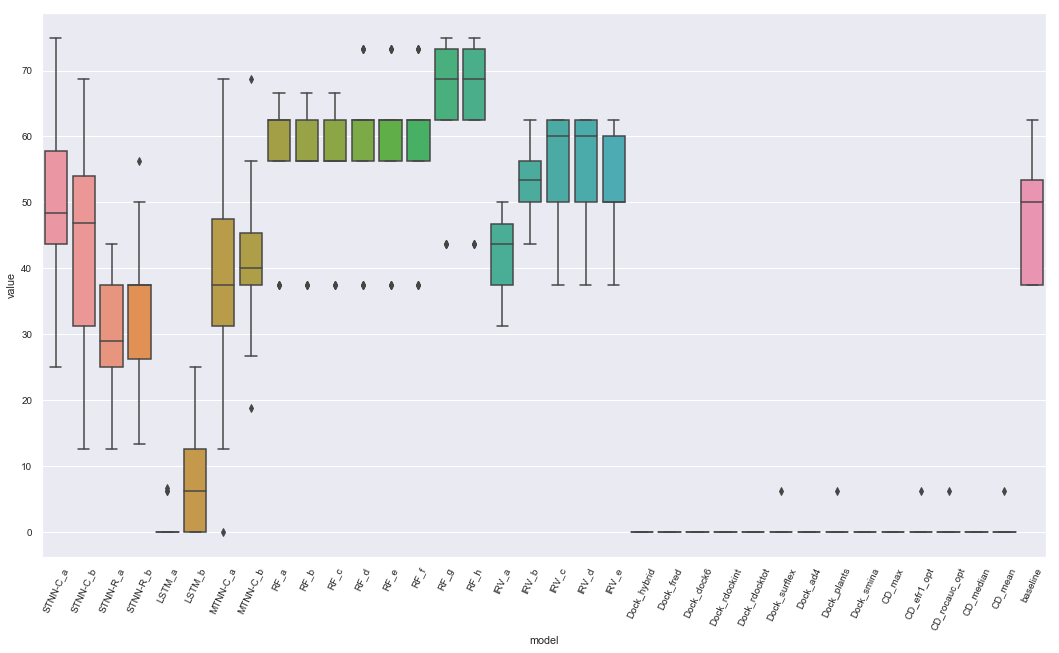 70
60
50
40
30
20
10
0
value
STNN-C_a
STNN-C_b
STNN-R_a
STNN-R_b
LSTM_a
LSTM_b
MTNN-C_a
MTNN-C_b
RF_a
RF_b
RF_c
RF_d
RF_e
RF_f
RF_g
RF_h
IRV_a
IRV_b
IRV_c
IRV_d
IRV_e
Dock_hybrid
Dock_fred
Dock_dock6
Dock_rdockint
Dock_rdocktot
Dock_surflex
Dock_ad4
Dock_plants
Dock_smina
CD_max
CD_efr1_opt
CD_rocauc_opt
CD_median
CD_mean
baseline
model